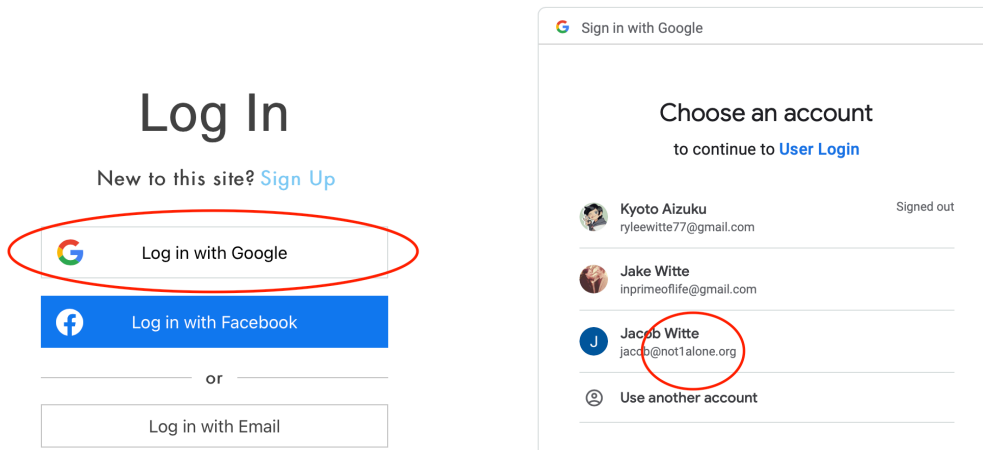 Log In
New to this site? Sign Up
Log in with Google
Log in with Facebook
or
Log in with Email
Sign in with Google
Choose an account
to continue to User Login
Kyoto Aizuku
Signed out
ryleewitte77@gmail.com
Jake Witte
inprimeoflife@gmail.com
J
Jacob Witte
jacob@not1alone.org
Use another account